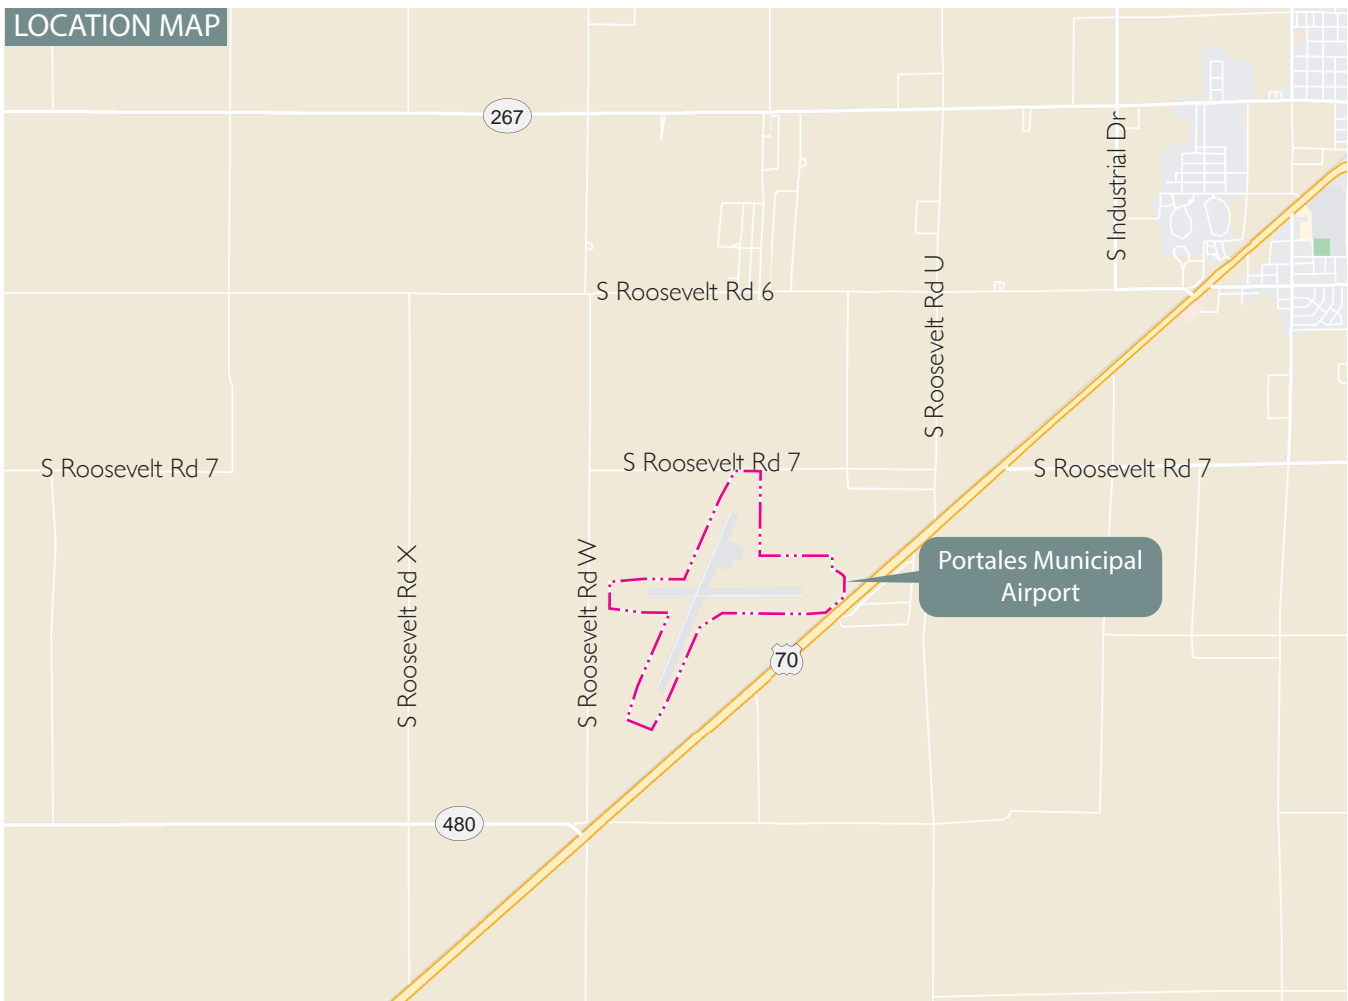 LOCATION MAP
267
S Industrial Dr
S Roosevelt Rd 6
S Roosevelt Rd U
S Roosevelt Rd 7
S Roosevelt Rd 7
S Roosevelt Rd 7
S Roosevelt Rd X
S Roosevelt Rd W
Portales Municipal
Airport
70
480